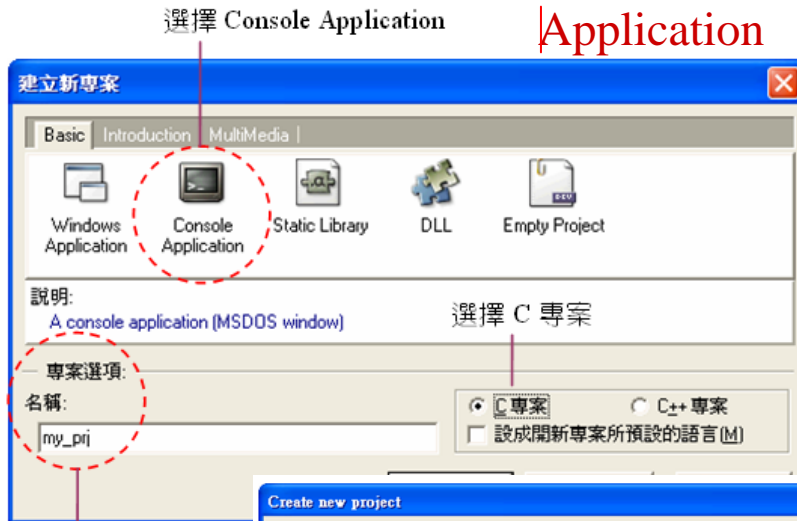 選擇 Console Application
Application
建立新專案
Basic Introduction MultiMedia
Windows Application
Console Application
Static Library
DLL
Empty Project
說明:
A console application (MSDOS window)
選擇 C 專案
專案選項:
名稱:
my_prj
C 專案
C++ 專案
設成開新專案所預設的語言(M)
Create new project